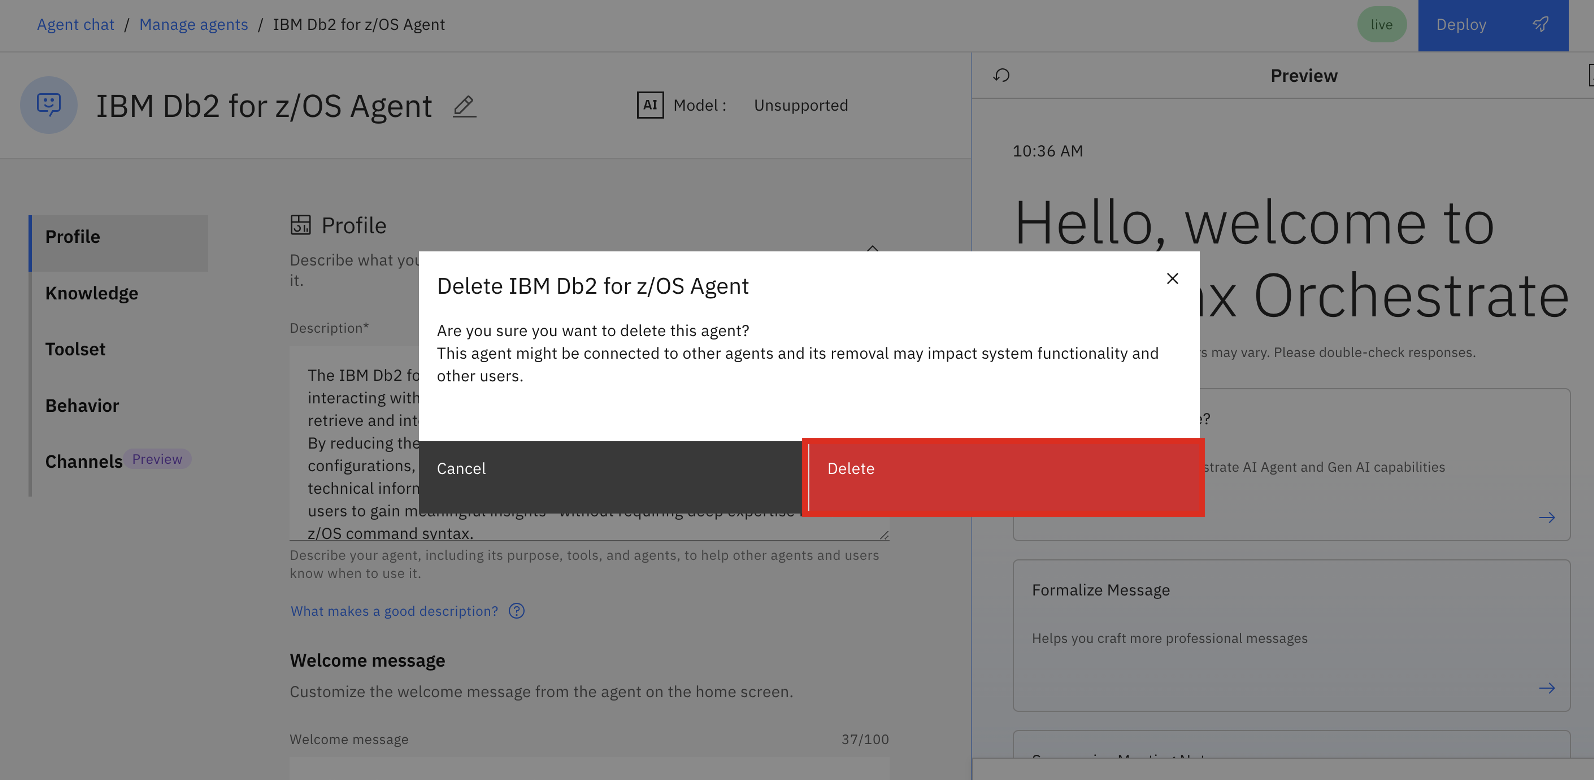 Agent chat / Manage agents / IBM Db2 for z/OS Agent
live
Deploy
IBM Db2 for z/OS Agent
AI Model : Unsupported
Preview
10:36 AM
Hello, welcome to
Orchestrate
may vary. Please double-check responses.
Profile
Knowledge
Toolset
Behavior
Channels Preview
Profile
Describe what you
it.
Description*
The IBM Db2 fo
interacting with
retrieve and int
By reducing the
configurations,
technical inforn
users to gain meaningful insights—without requiring deep expertise
z/OS command syntax.
Describe your agent, including its purpose, tools, and agents, to help other agents and users
know when to use it.
What makes a good description?
Welcome message
Customize the welcome message from the agent on the home screen.
Welcome message 37/100
Delete IBM Db2 for z/OS Agent
Are you sure you want to delete this agent?
This agent might be connected to other agents and its removal may impact system functionality and
other users.
Cancel
Delete
strate AI Agent and Gen AI capabilities
Formalize Message
Helps you craft more professional messages